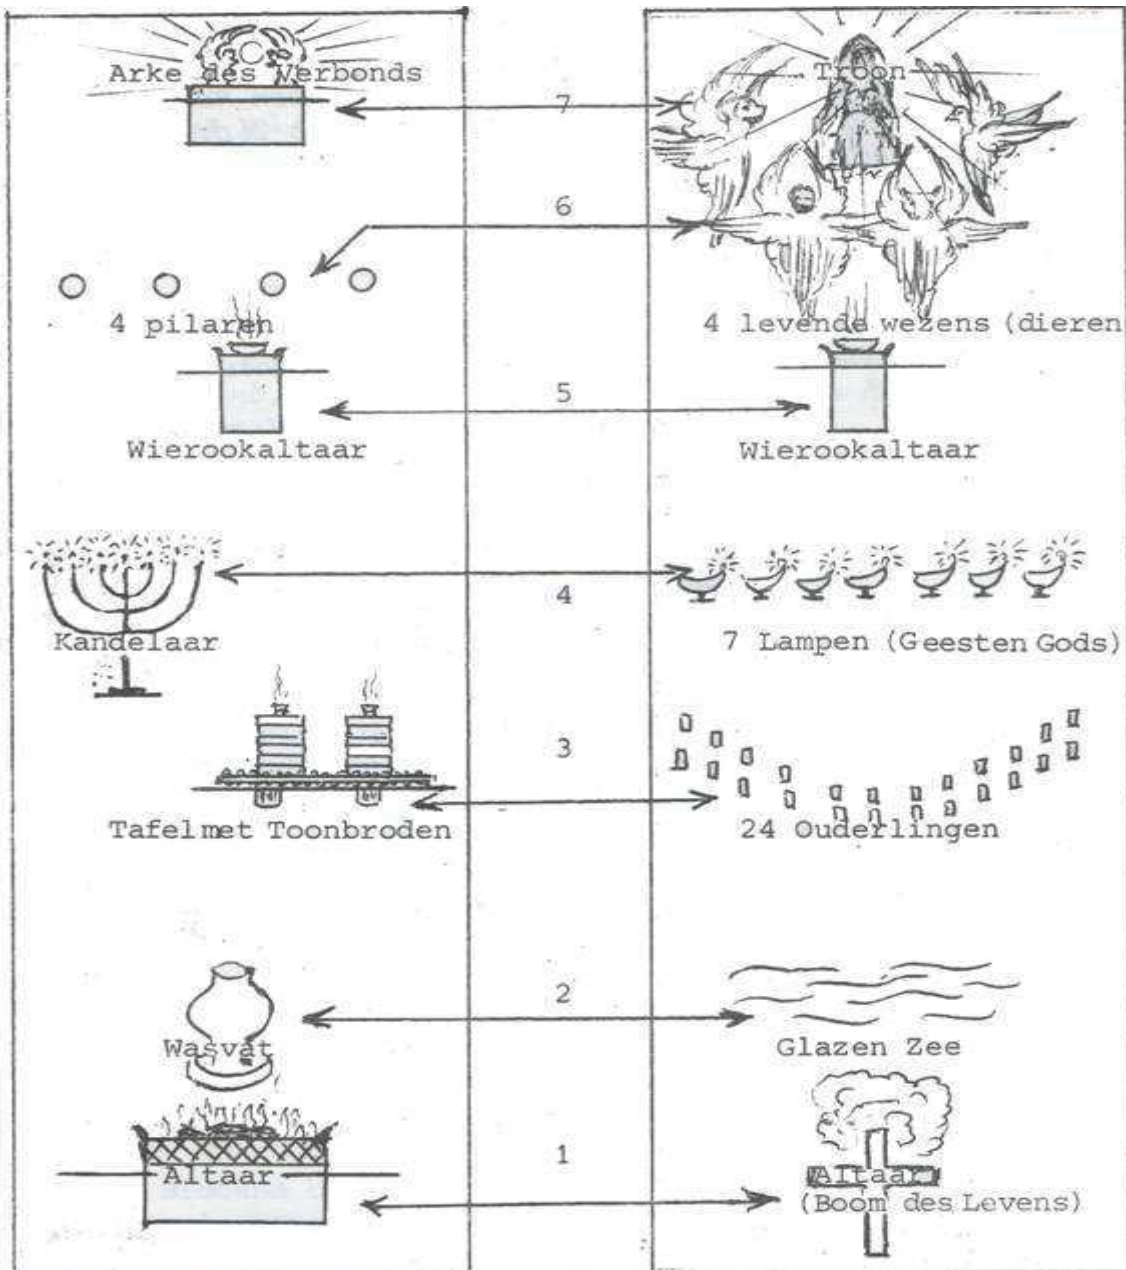 Arke des Verbonds
7
Troon
6
4 pilaren
4 levende wezens (dieren
5
Wierookaltaar
Wierookaltaar
4
Kandelaar
7 Lampen (Geesten Gods)
3
Tafel met Toonbroden
24 Ouderlingen
2
Wasvat
Glazen Zee
1
Altaar
Altaar
(Boom des Levens)